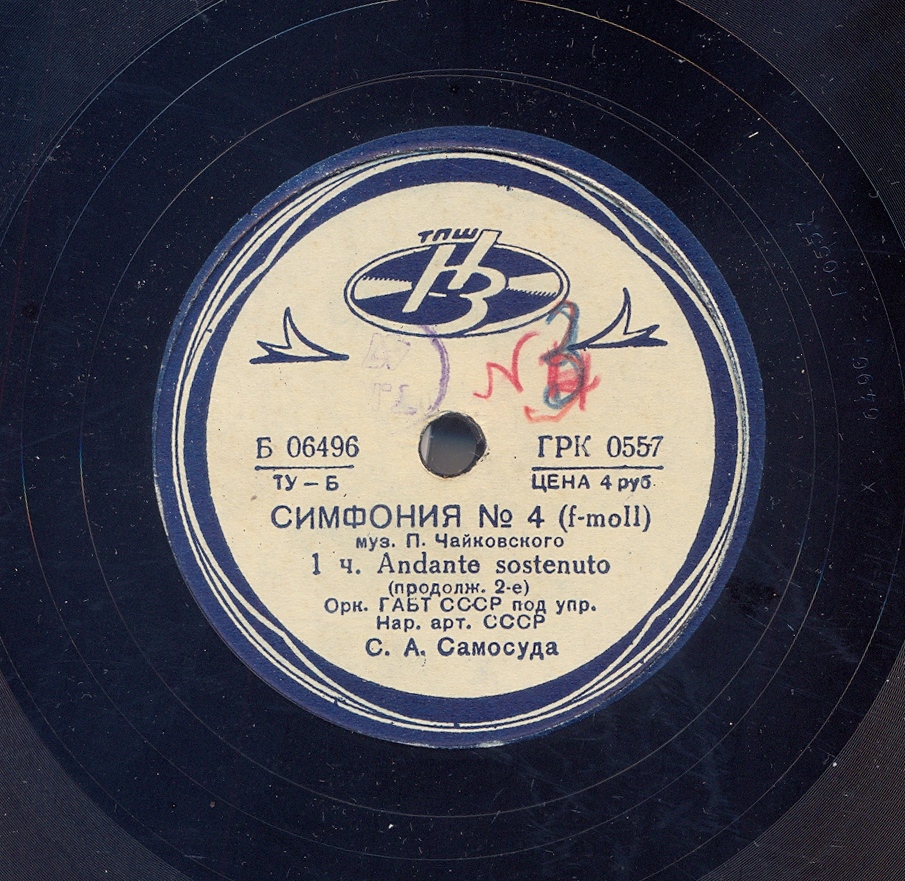 ТПШ
НЗ
N 3
Б 06496
ГРК 0557
ТУ – Б
ЦЕНА 4 руб.
СИМФОНИЯ № 4 (f-moll)
муз. П. Чайковского
1 ч. Andante sostenuto
(продолж. 2-е)
Орк. ГАБТ СССР под упр.
Нар. арт. СССР
С. А. Самосуда